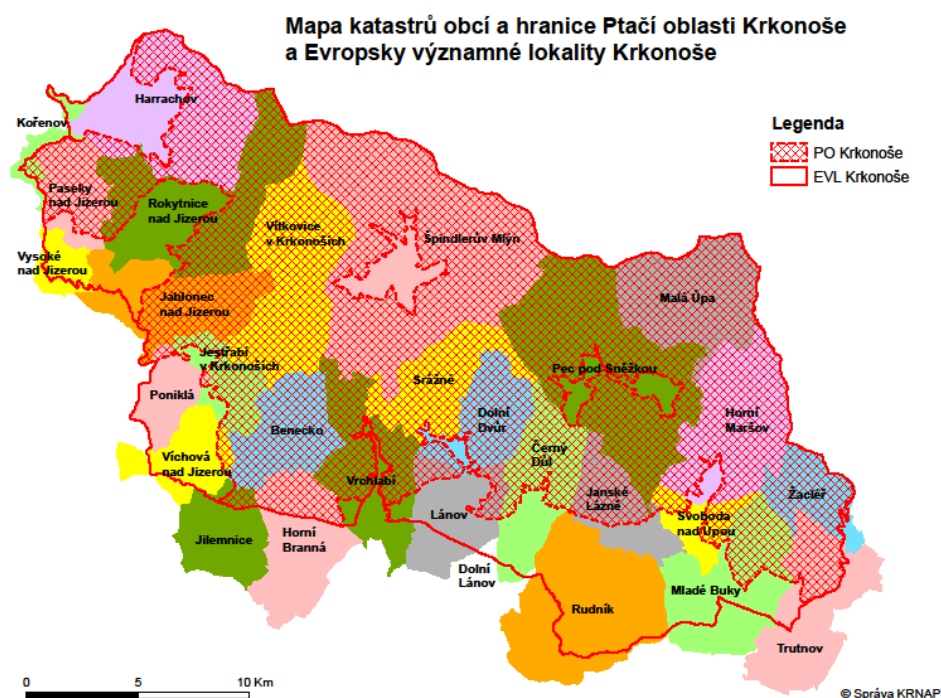 Mapa katastrů obcí a hranice Ptačí oblasti Krkonoše
a Evropsky významné lokality Krkonoše
Legenda
PO Krkonoše
EVL Krkonoše
Harrachov
Kořenov
Paseky
nad Jizerou
Rokytnice
nad Jizerou
Vítkovice
v Krkonoších
Špindlerův Mlýn
Vysoké
nad Jizerou
Malá Úpa
Jablonec
nad Jizerou
Jestřabí
v Krkonoších
Pec pod Sněžkou
Srážné
Poniklá
Dolní
Dvůr
Horní
Maršov
Benecko
Černý
Důl
Víchová
nad Jizerou
Vrchlabí
Janské
Lázně
Žacléř
Lánov
Svoboda
nad Úpou
Jilemnice
Horní
Branná
Dolní
Lánov
Mladé Buky
Rudník
Trutnov
0 5 10 Km
© Správa KRNAP